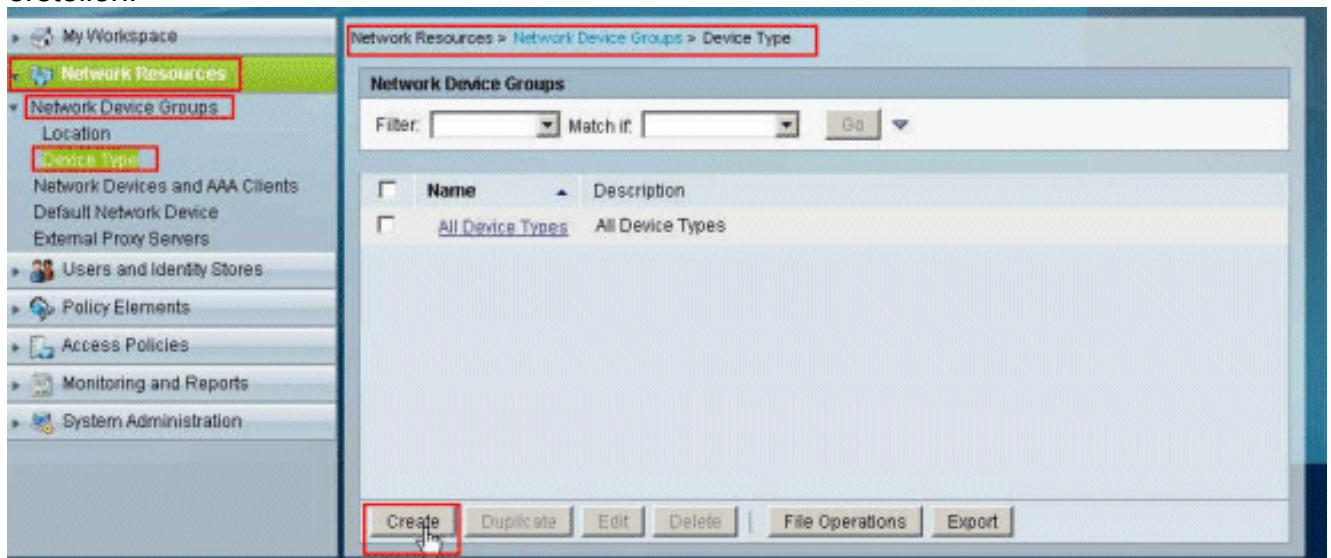 erstellen.
My Workspace
Network Resources
Network Device Groups
Location
Device Type
Network Devices and AAA Clients
Default Network Device
External Proxy Servers
Users and Identity Stores
Policy Elements
Access Policies
Monitoring and Reports
System Administration
Network Resources > Network Device Groups > Device Type
Network Device Groups
Filter: Match if: Go
Name Description
All Device Types All Device Types
Create Duplicate Edit Delete | File Operations Export